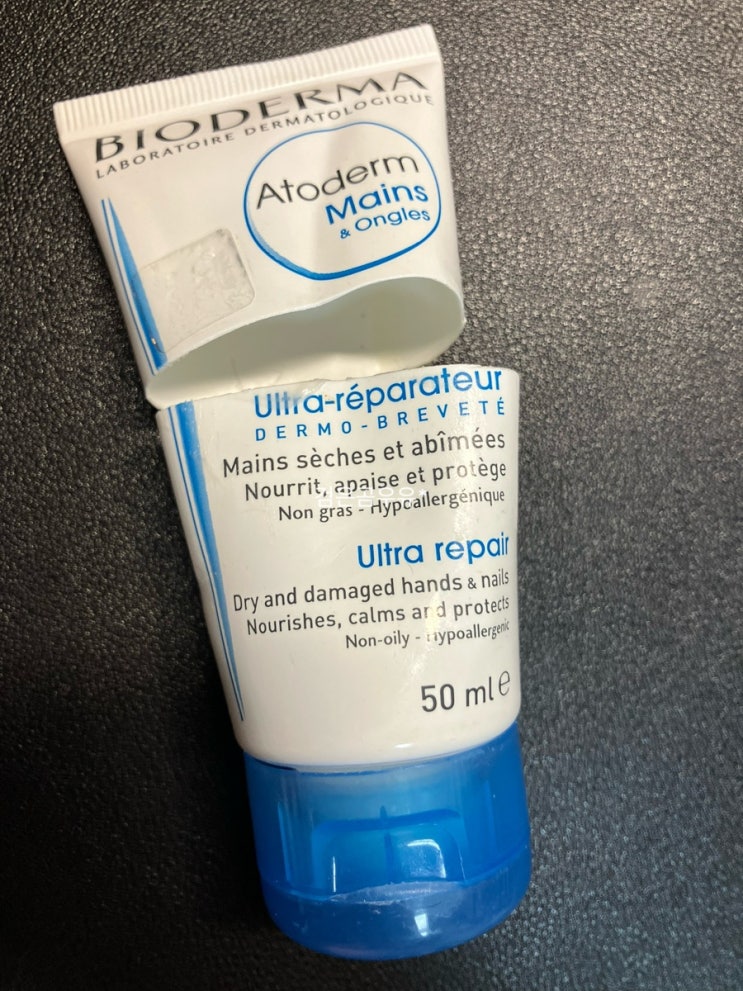 BIODERMA
LABORATOIRE DERMATOLOGIQUE
Atoderm
Mains
& Ongles
Ultra-réparateur
DERMO-BREVETÉ
Mains sèches et abîmées
Nourrit, apaise et protège
Non gras - Hypoallergénique
Ultra repair
Dry and damaged hands & nails
Nourishes, calms and protects
Non-oily - Hypoallergenic
50 ml e